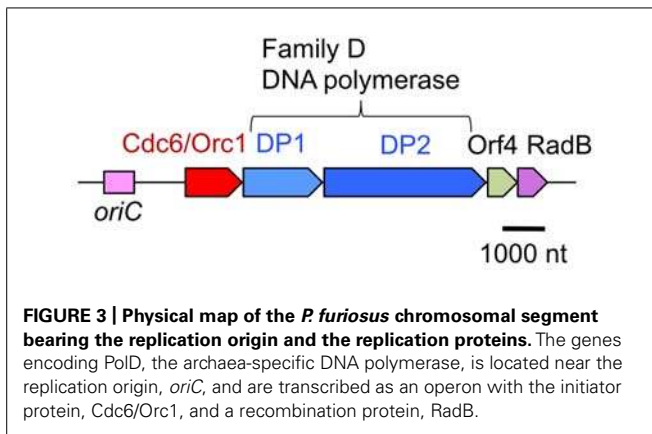 Family D
DNA polymerase
Cdc6/Orc1 DP1 DP2 Orf4 RadB
oriC
1000 nt
FIGURE 3 | Physical map of the P. furiosus chromosomal segment
bearing the replication origin and the replication proteins. The genes
encoding PolD, the archaea-specific DNA polymerase, is located near the
replication origin, oriC, and are transcribed as an operon with the initiator
protein, Cdc6/Orc1, and a recombination protein, RadB.